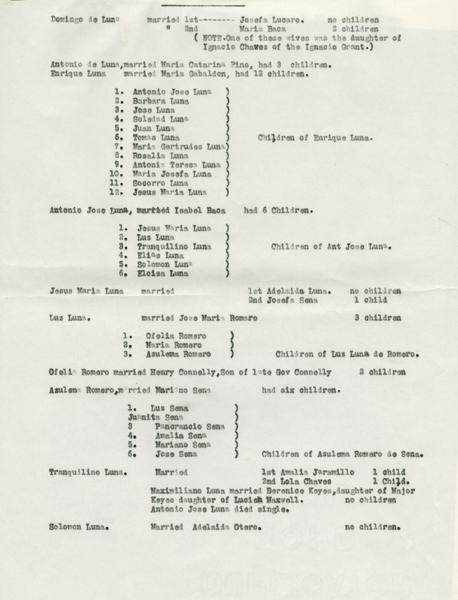 Domingo de Luna married 1st-------- Josefa Lucaro. no children
" 2nd Maria Baca 2 children
( NOTE.One of these wives was the daughter of
Ignacio Chaves of the Ignacio Grant.)
Antonio de Luna,married Maria Catarina Pino, had 3 children.
Enrique Luna married Maria Gabaldon, had 12 children.
1. Antonio Jose Luna )
2. Barbara Luna )
3. Jose Luna )
4. Soledad Luna )
5. Juan Luna )
6. Tomas Luna ) Children of Enrique Luna.
7. Maria Gertrudes Luna)
8. Rosalia Luna )
9. Antonia Teresa Luna )
10. Maria Josefa Luna )
11. Socorro Luna )
12. Jesus Maria Luna )
Antonio Jose Luna, married Isabel Baca had 6 Children.
1. Jesus Maria Luna )
2. Luz Luna )
3. Tranquilino Luna ) Children of Ant Jose Luna.
4. Elias Luna )
5. Solomon Luna )
6. Eloisa Luna )
Jesus Maria Luna married 1st Adelaida Luna. no children
2nd Josefa Sena 1 child
Luz Luna. married Jose Maria Romero 3 children
1. Ofelia Romero )
2. Maria Romero )
3. Azulema Romero ) Children of Luz Luna de Romero.
Ofelia Romero married Henry Connelly,Son of late Gov Connelly 2 children
Asulema Romero,married Mariano Sena had six children.
1. Luz Sena )
Juanita Sena )
3 Pancrancio Sena )
4. Amalia Sena )
5. Mariano Sena )
6. Jose Sena ) Children of Asulema Romero de Sena.
Tranquilino Luna. Married 1st Amalia Jaramillo 1 child
2nd Lola Chaves 1 Child.
Maximiliano Luna married Berenice Keyes,daughter of Major
Keyes daughter of Lucien Maxwell. no children
Antonio Jose Luna died single.
Solomon Luna. Married Adelaida Otero. no children.